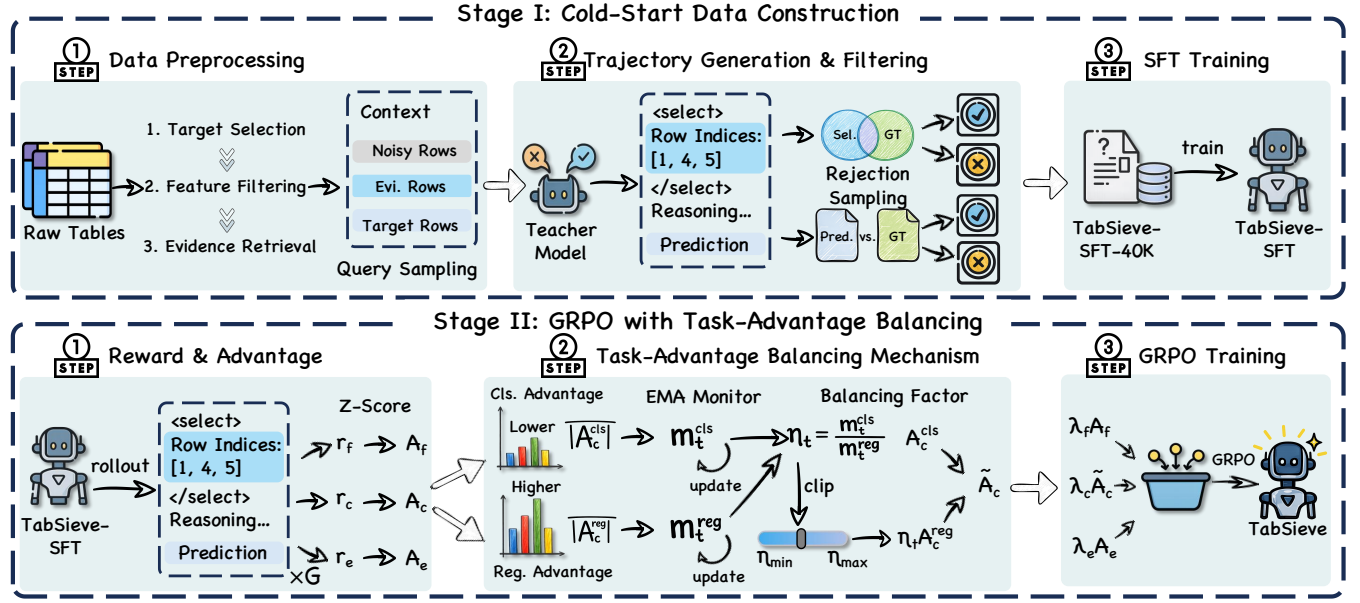 Stage I: Cold-Start Data Construction
1
STEP
Data Preprocessing
Raw Tables
1. Target Selection
2. Feature Filtering
3. Evidence Retrieval
Context
Noisy Rows
Evi. Rows
Target Rows
Query Sampling
2
STEP
Trajectory Generation & Filtering
Teacher
Model
<select>
Row Indices:
[1, 4, 5]
</select>
Reasoning...
Prediction
Sel.
GT
Rejection
Sampling
Pred.
vs.
GT
3
STEP
SFT Training
?
TabSieve-
SFT-40K
train
TabSieve-
SFT
Stage II: GRPO with Task-Advantage Balancing
1
STEP
Reward & Advantage
TabSieve-
SFT
rollout
<select>
Row Indices:
[1, 4, 5]
</select>
Reasoning...
Prediction
×G
Z-Score
r_f A_f
r_c A_c
r_e A_e
2
STEP
Task-Advantage Balancing Mechanism
Cls. Advantage
Lower
Higher
Reg. Advantage
|A_c^cls|
|A_c^reg|
EMA Monitor
m_t^cls
update
m_t^reg
update
Balancing Factor
η_t = m_t^cls / m_t^reg
clip
η_min η_max
A_c^cls
η_t A_c^reg
Ã_c
3
STEP
GRPO Training
λ_f A_f
λ_c Ã_c
λ_e A_e
GRPO
TabSieve